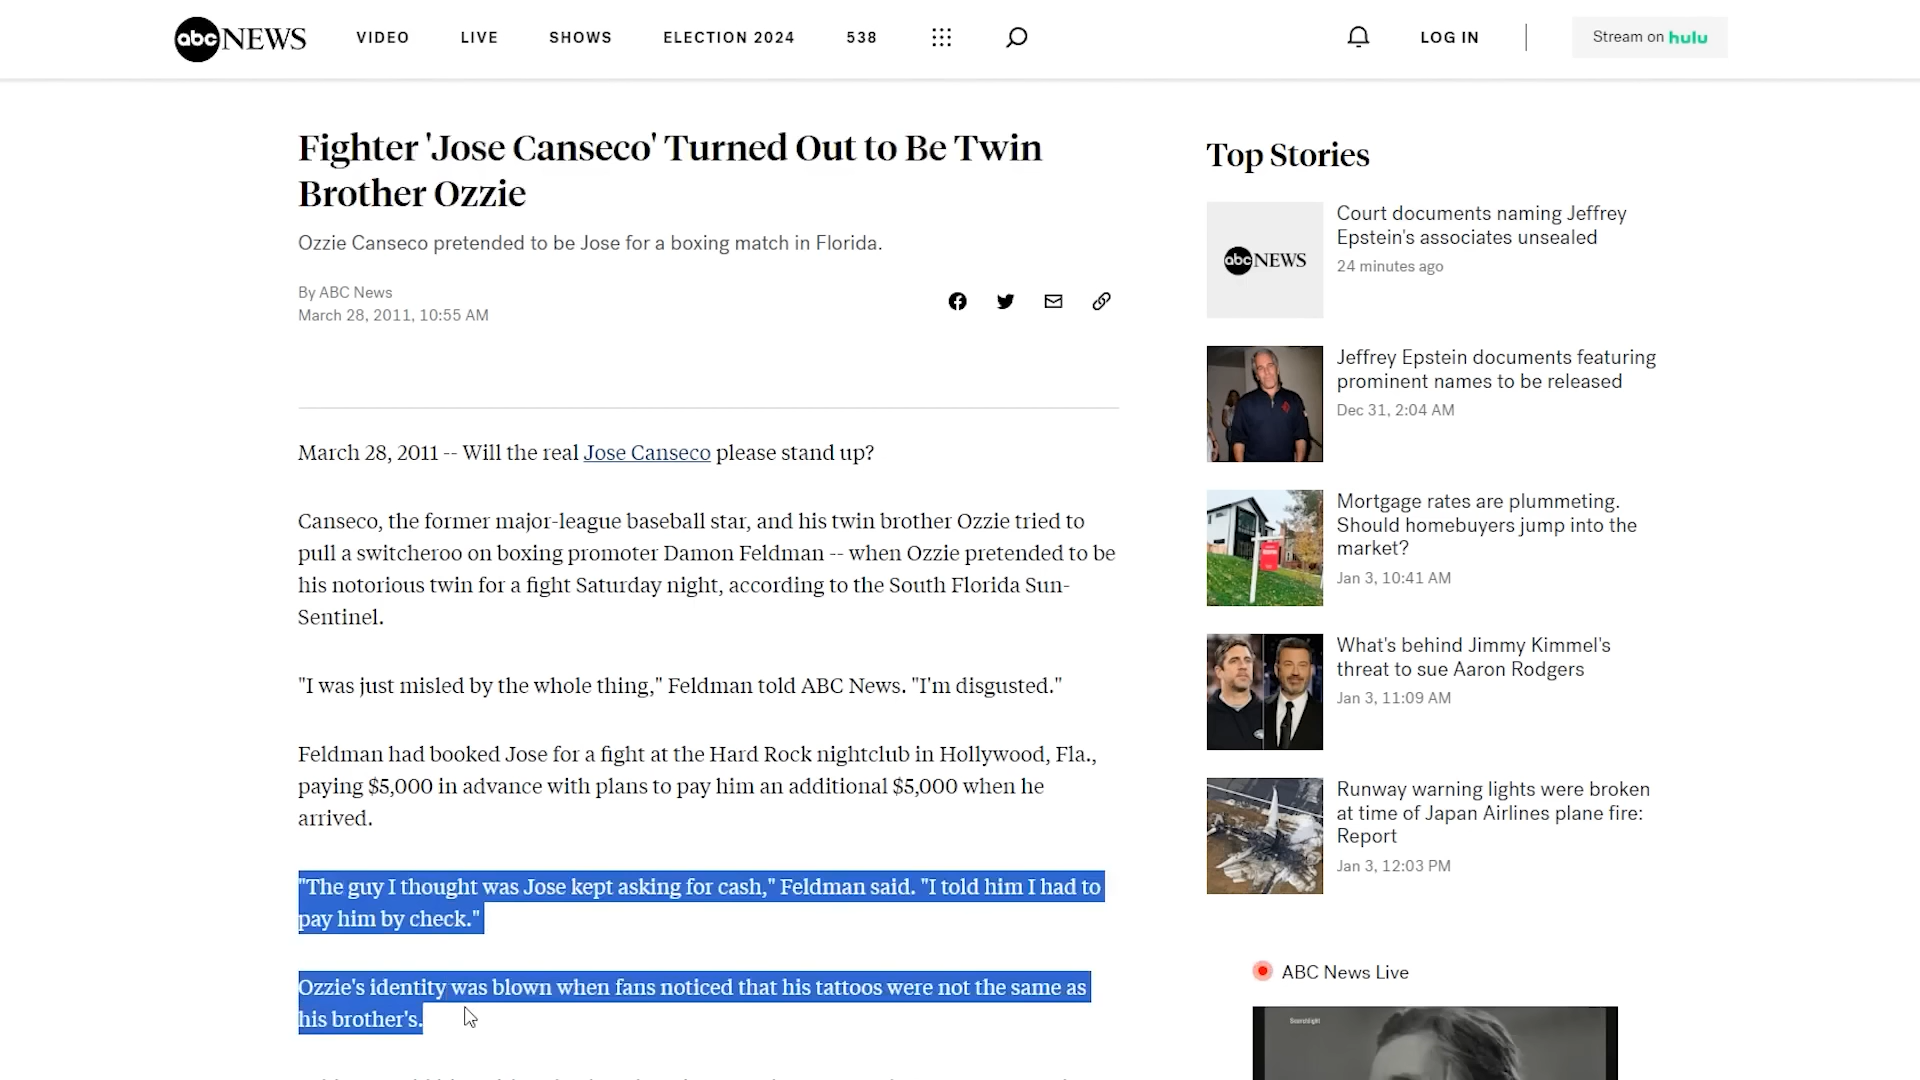 abc NEWS
VIDEO
LIVE
SHOWS
ELECTION 2024
538
LOG IN
Stream on hulu
Fighter 'Jose Canseco' Turned Out to Be Twin
Brother Ozzie
Ozzie Canseco pretended to be Jose for a boxing match in Florida.
By ABC News
March 28, 2011, 10:55 AM
March 28, 2011 -- Will the real Jose Canseco please stand up?
Canseco, the former major-league baseball star, and his twin brother Ozzie tried to
pull a switcheroo on boxing promoter Damon Feldman -- when Ozzie pretended to be
his notorious twin for a fight Saturday night, according to the South Florida Sun-
Sentinel.
"I was just misled by the whole thing," Feldman told ABC News. "I'm disgusted."
Feldman had booked Jose for a fight at the Hard Rock nightclub in Hollywood, Fla.,
paying $5,000 in advance with plans to pay him an additional $5,000 when he
arrived.
"The guy I thought was Jose kept asking for cash," Feldman said. "I told him I had to
pay him by check."
Ozzie's identity was blown when fans noticed that his tattoos were not the same as
his brother's.
Top Stories
abc NEWS
Court documents naming Jeffrey
Epstein's associates unsealed
24 minutes ago
Jeffrey Epstein documents featuring
prominent names to be released
Dec 31, 2:04 AM
Mortgage rates are plummeting.
Should homebuyers jump into the
market?
Jan 3, 10:41 AM
What's behind Jimmy Kimmel's
threat to sue Aaron Rodgers
Jan 3, 11:09 AM
Runway warning lights were broken
at time of Japan Airlines plane fire:
Report
Jan 3, 12:03 PM
ABC News Live
Searchlight